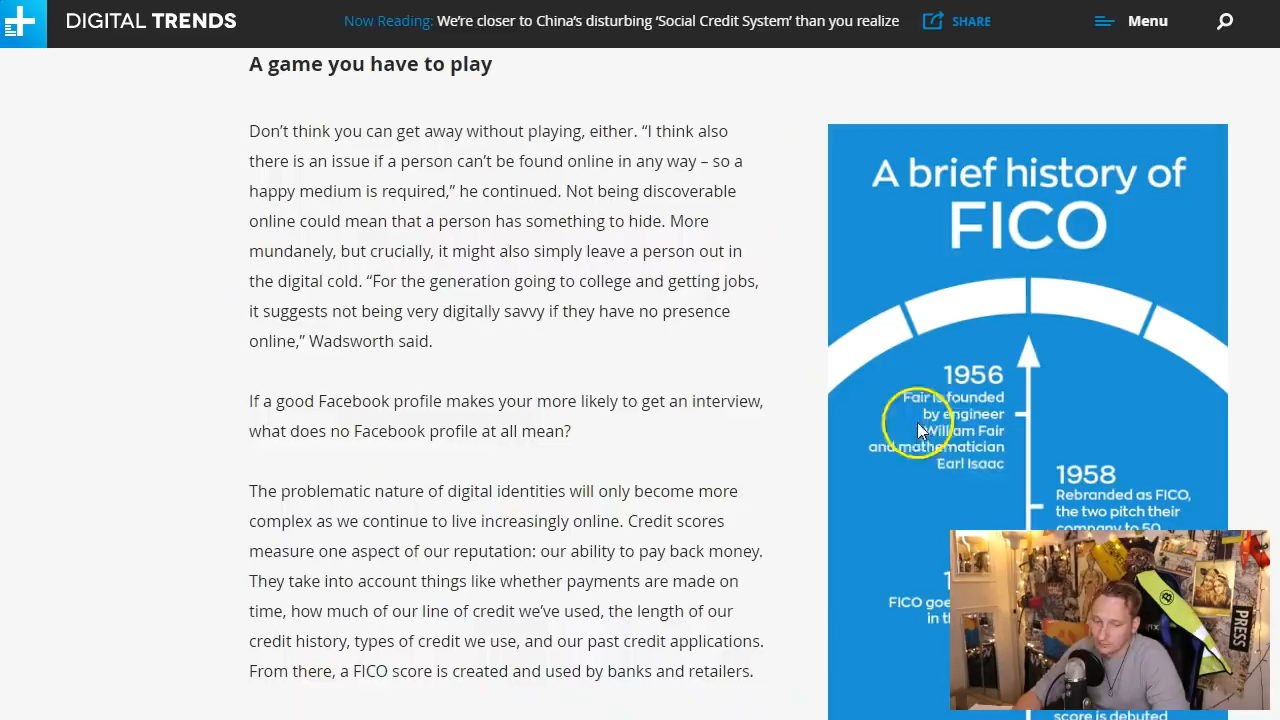 DIGITAL TRENDS
Now Reading: We're closer to China's disturbing 'Social Credit System' than you realize
SHARE
Menu
A game you have to play
Don't think you can get away without playing, either. “I think also
there is an issue if a person can't be found online in any way – so a
happy medium is required,” he continued. Not being discoverable
online could mean that a person has something to hide. More
mundanely, but crucially, it might also simply leave a person out in
the digital cold. “For the generation going to college and getting jobs,
it suggests not being very digitally savvy if they have no presence
online,” Wadsworth said.
If a good Facebook profile makes your more likely to get an interview,
what does no Facebook profile at all mean?
The problematic nature of digital identities will only become more
complex as we continue to live increasingly online. Credit scores
measure one aspect of our reputation: our ability to pay back money.
They take into account things like whether payments are made on
time, how much of our line of credit we've used, the length of our
credit history, types of credit we use, and our past credit applications.
From there, a FICO score is created and used by banks and retailers.
A brief history of
FICO
1956
Fair is founded
by engineer
William Fair
and mathematician
Earl Isaac
1958
Rebranded as FICO,
the two pitch their
company to 50
FICO goe
in th
score is debuted
PRESS